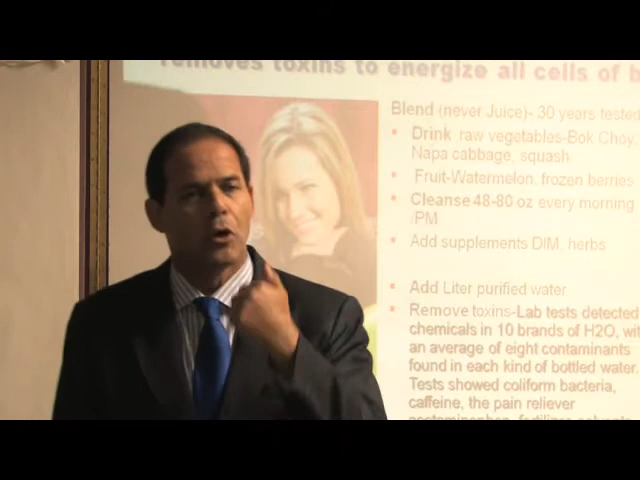 removes toxins to energize all cells of b
Blend (never Juice)- 30 years tested
• Drink raw vegetables-Bok Choy,
Napa cabbage, squash
• Fruit-Watermelon, frozen berries
• Cleanse 48-80 oz every morning
/PM
• Add supplements DIM, herbs
• Add Liter purified water
• Remove toxins-Lab tests detected
chemicals in 10 brands of H2O, wit
an average of eight contaminants
found in each kind of bottled water.
Tests showed coliform bacteria,
caffeine, the pain reliever
acetaminophen, fertilizer, solvents